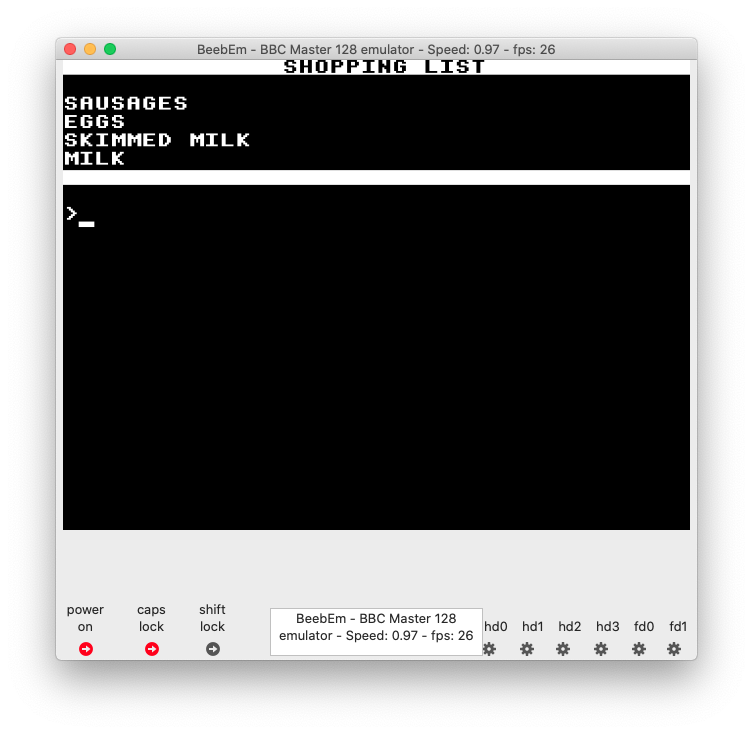 BeebEm - BBC Master 128 emulator - Speed: 0.97 - fps: 26
SHOPPING LIST
SAUSAGES
EGGS
SKIMMED MILK
MILK
>_
power on
caps lock
shift lock
BeebEm - BBC Master 128
emulator - Speed: 0.97 - fps: 26
hd0 hd1 hd2 hd3 fd0 fd1